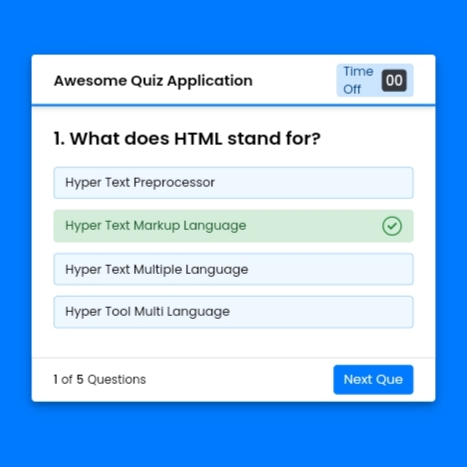 Awesome Quiz Application
Time
Off
00
1. What does HTML stand for?
Hyper Text Preprocessor
Hyper Text Markup Language
Hyper Text Multiple Language
Hyper Tool Multi Language
1 of 5 Questions
Next Que